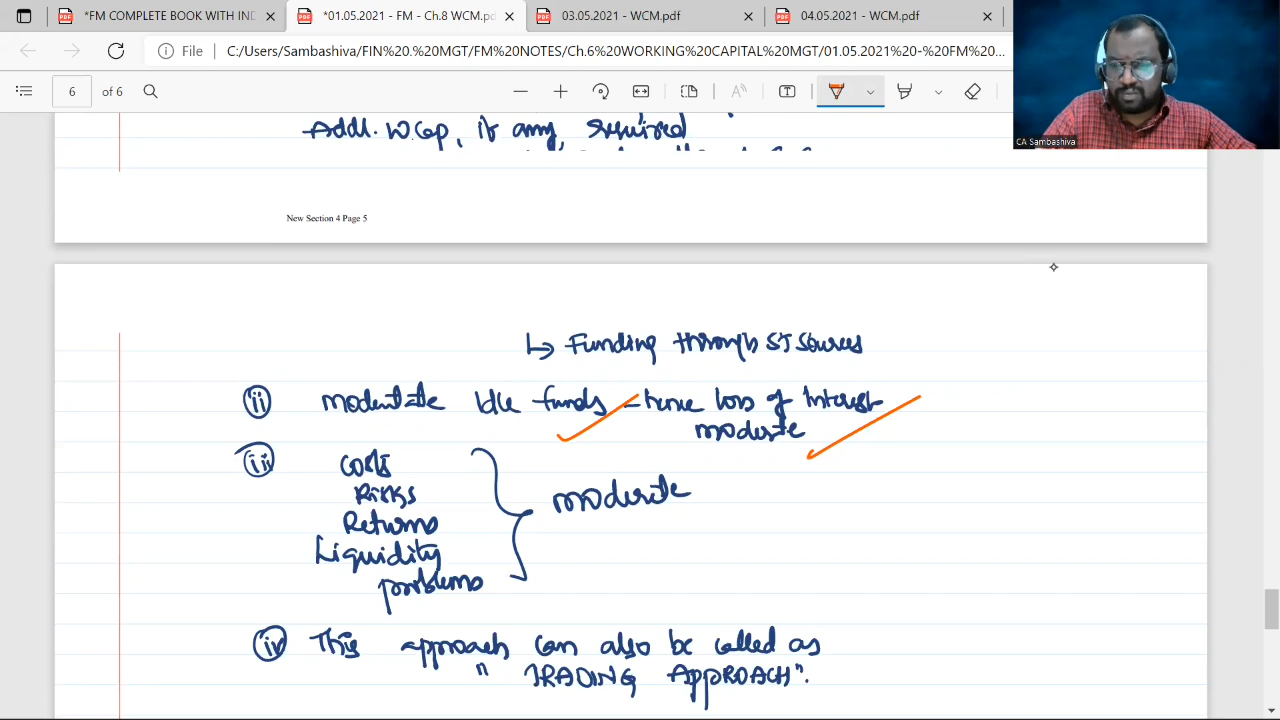 *FM COMPLETE BOOK WITH IND
*01.05.2021 - FM - Ch.8 WCM.pd
03.05.2021 - WCM.pdf
04.05.2021 - WCM.pdf
File
C:/Users/Sambashiva/FIN%20.%20MGT/FM%20NOTES/Ch.6%20WORKING%20CAPITAL%20MGT/01.05.2021%20-%20FM%20...
6 of 6
CA Sambashiva
Addl. W.Cap, if any, required
New Section 4 Page 5
↳ Funding through ST Sources
(ii) moderate Idle funds - hence loss of Interest
moderate
(iii) Costs
Risks
Returns
moderate
Liquidity
problems
(iv) This approach can also be called as
" TRADING APPROACH".